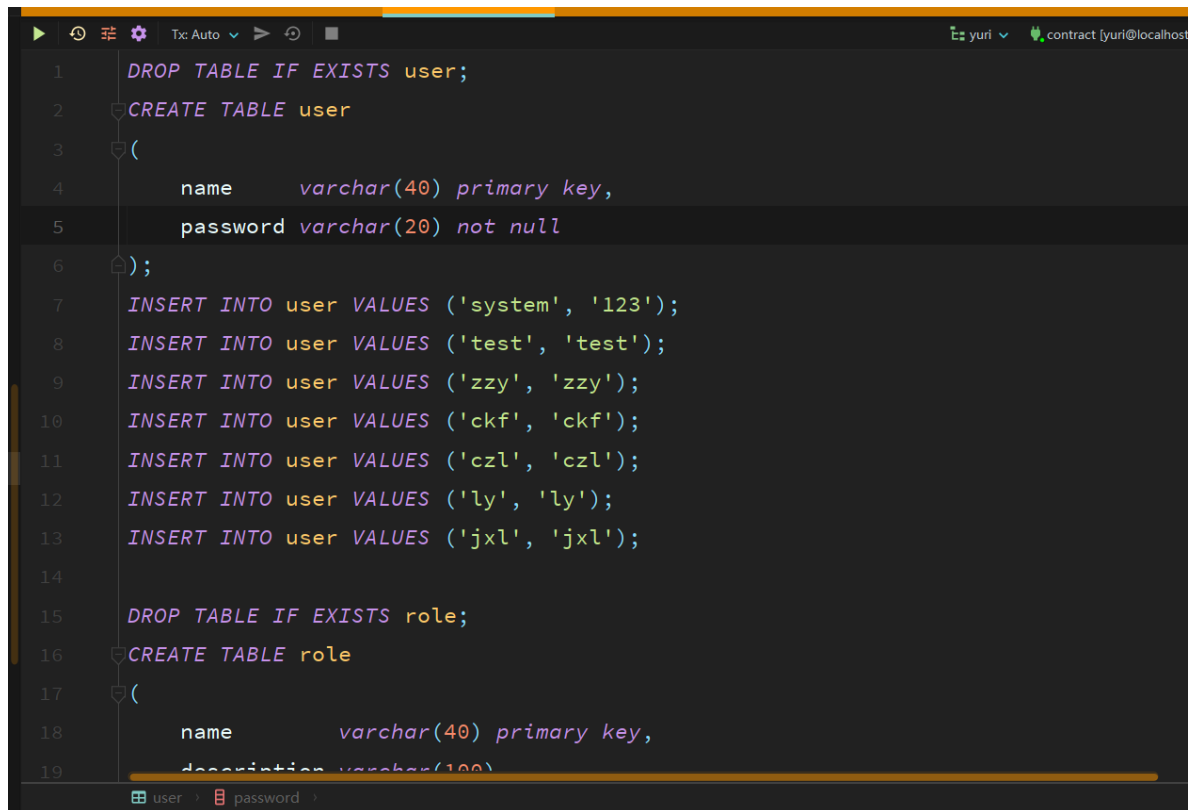 Tx: Auto
yuri
contract [yuri@localhost
1 DROP TABLE IF EXISTS user;
2 CREATE TABLE user
3 (
4 name varchar(40) primary key,
5 password varchar(20) not null
6 );
7 INSERT INTO user VALUES ('system', '123');
8 INSERT INTO user VALUES ('test', 'test');
9 INSERT INTO user VALUES ('zzy', 'zzy');
10 INSERT INTO user VALUES ('ckf', 'ckf');
11 INSERT INTO user VALUES ('czl', 'czl');
12 INSERT INTO user VALUES ('ly', 'ly');
13 INSERT INTO user VALUES ('jxl', 'jxl');
14
15 DROP TABLE IF EXISTS role;
16 CREATE TABLE role
17 (
18 name varchar(40) primary key,
19 description varchar(100)
user > password >